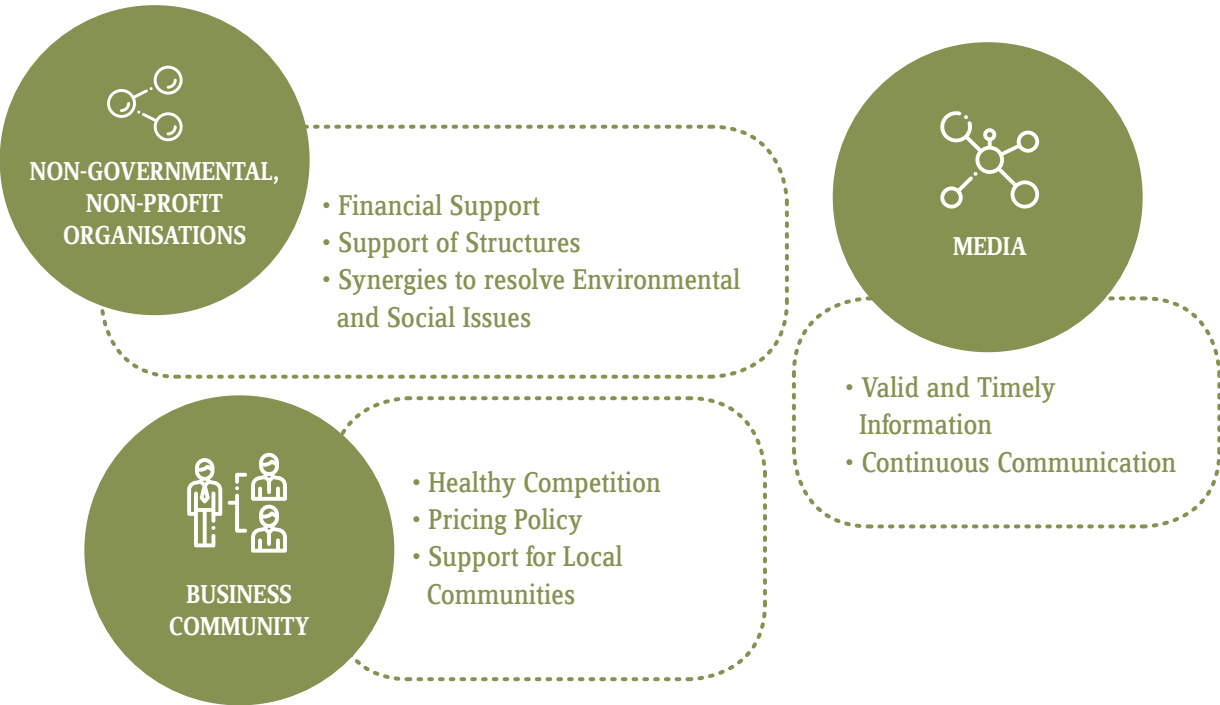 NON-GOVERNMENTAL,
NON-PROFIT
ORGANISATIONS
• Financial Support
• Support of Structures
• Synergies to resolve Environmental
and Social Issues
MEDIA
• Valid and Timely
Information
• Continuous Communication
BUSINESS
COMMUNITY
• Healthy Competition
• Pricing Policy
• Support for Local
Communities